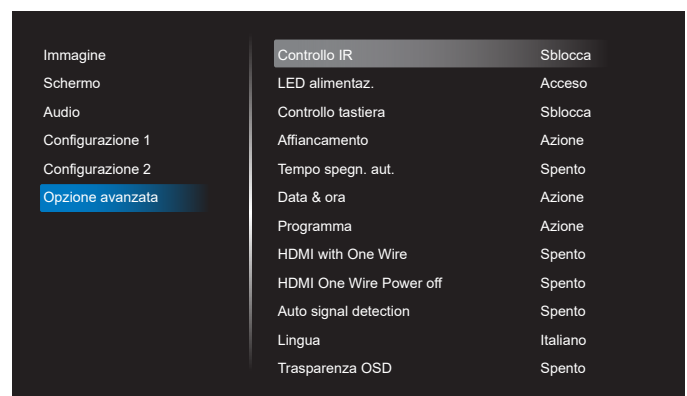 Immagine
Schermo
Audio
Configurazione 1
Configurazione 2
Opzione avanzata
Controllo IR Sblocca
LED alimentaz. Acceso
Controllo tastiera Sblocca
Affiancamento Azione
Tempo spegn. aut. Spento
Data & ora Azione
Programma Azione
HDMI with One Wire Spento
HDMI One Wire Power off Spento
Auto signal detection Spento
Lingua Italiano
Trasparenza OSD Spento